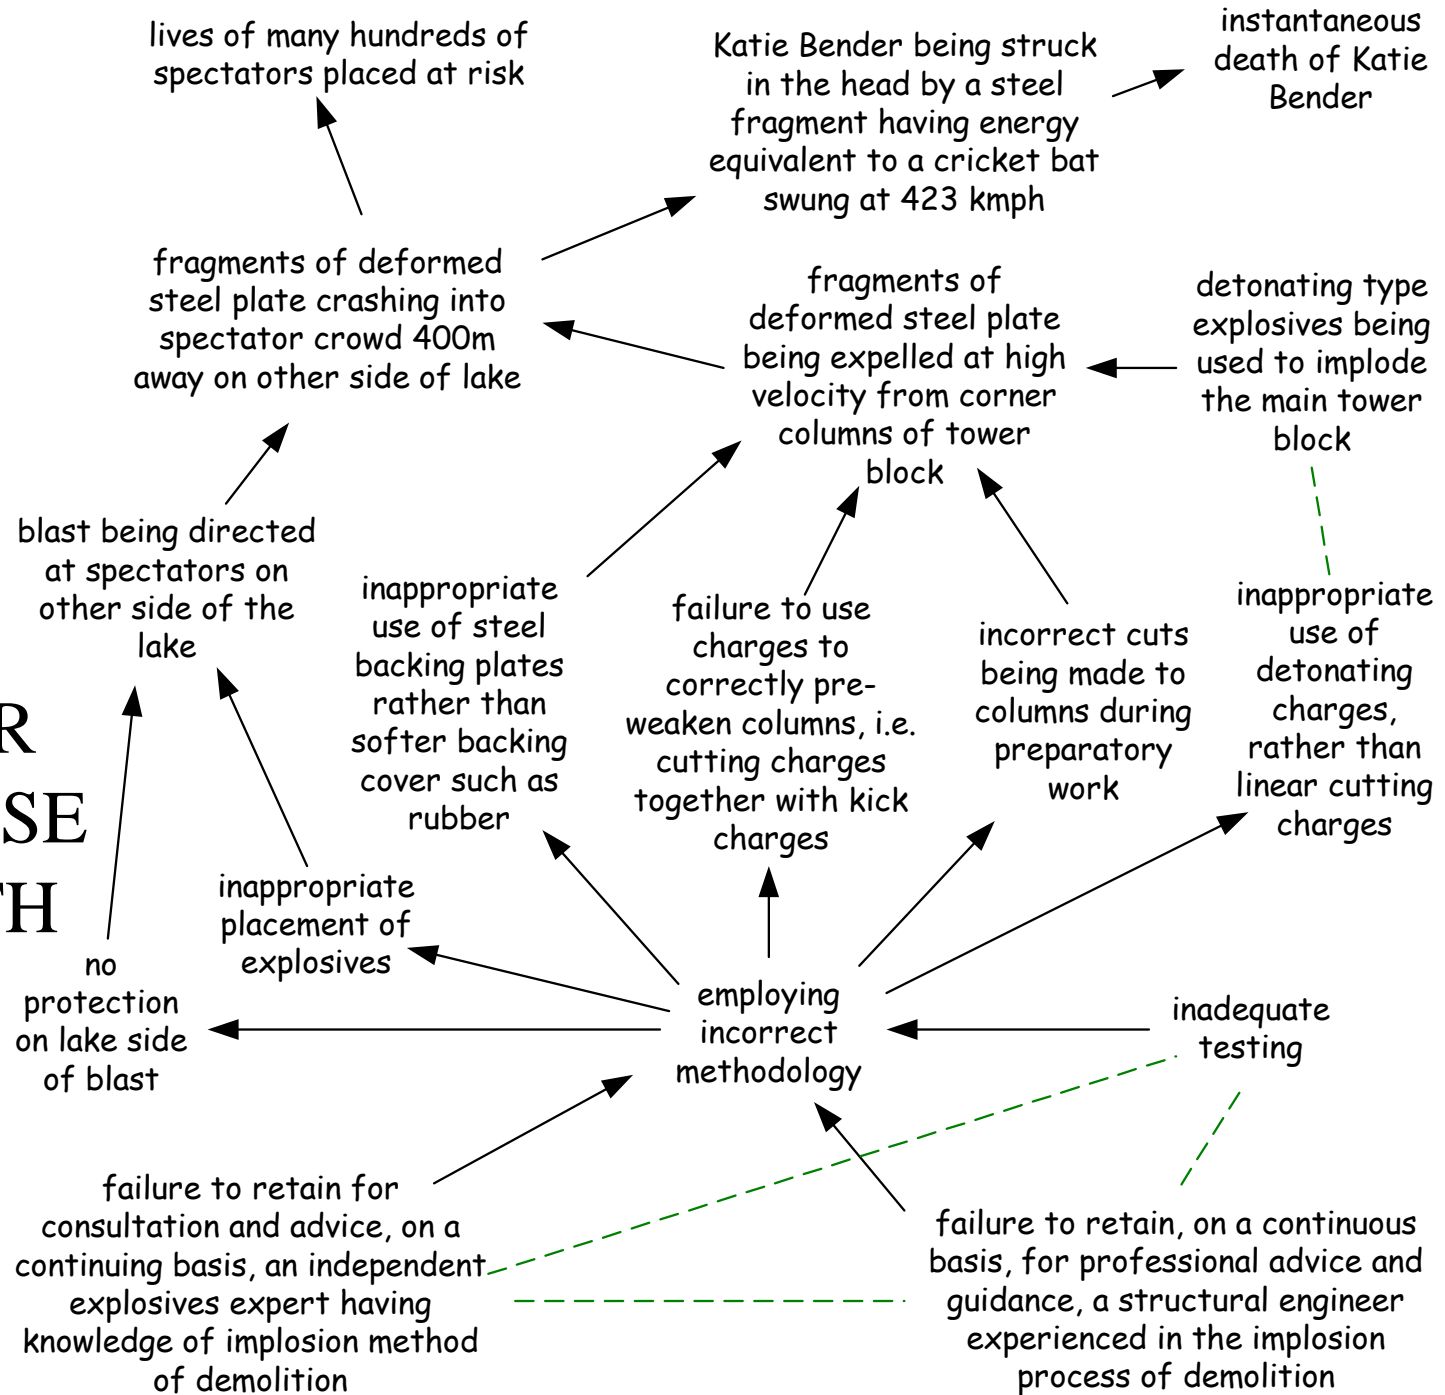 lives of many hundreds of
spectators placed at risk
Katie Bender being struck
in the head by a steel
fragment having energy
equivalent to a cricket bat
swung at 423 kmph
instantaneous
death of Katie
Bender
fragments of deformed
steel plate crashing into
spectator crowd 400m
away on other side of lake
fragments of
deformed steel plate
being expelled at high
velocity from corner
columns of tower
block
detonating type
explosives being
used to implode
the main tower
block
blast being directed
at spectators on
other side of the
lake
inappropriate
use of steel
backing plates
rather than
softer backing
cover such as
rubber
failure to use
charges to
correctly pre-
weaken columns, i.e.
cutting charges
together with kick
charges
incorrect cuts
being made to
columns during
preparatory
work
inappropriate
use of
detonating
charges,
rather than
linear cutting
charges
R
SE
TH
inappropriate
placement of
explosives
no
protection
on lake side
of blast
employing
incorrect
methodology
inadequate
testing
failure to retain for
consultation and advice, on a
continuing basis, an independent
explosives expert having
knowledge of implosion method
of demolition
failure to retain, on a continuous
basis, for professional advice and
guidance, a structural engineer
experienced in the implosion
process of demolition